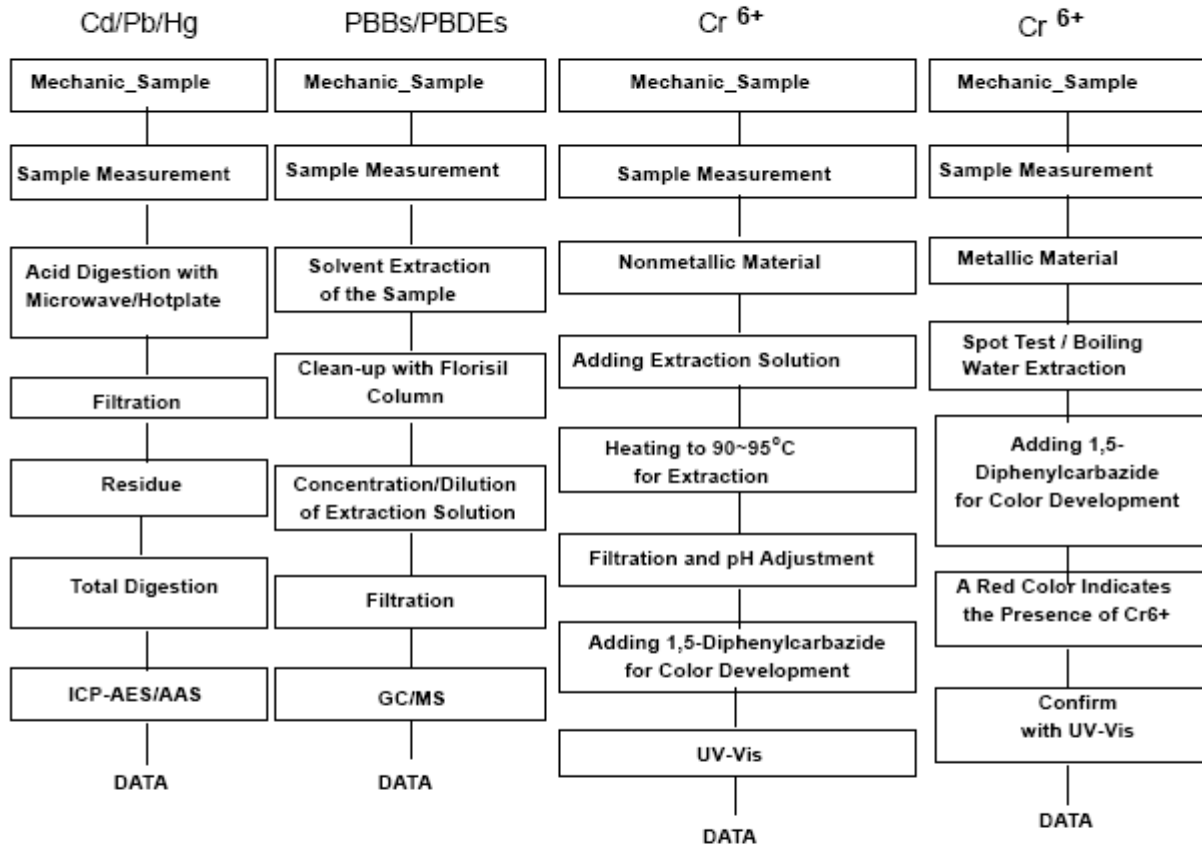 Cd/Pb/Hg
Mechanic_Sample
Sample Measurement
Acid Digestion with
Microwave/Hotplate
Filtration
Residue
Total Digestion
ICP-AES/AAS
DATA
PBBs/PBDEs
Mechanic_Sample
Sample Measurement
Solvent Extraction
of the Sample
Clean-up with Florisil
Column
Concentration/Dilution
of Extraction Solution
Filtration
GC/MS
DATA
Cr 6+
Mechanic_Sample
Sample Measurement
Nonmetallic Material
Adding Extraction Solution
Heating to 90~95°C
for Extraction
Filtration and pH Adjustment
Adding 1,5-Diphenylcarbazide
for Color Development
UV-Vis
DATA
Cr 6+
Mechanic_Sample
Sample Measurement
Metallic Material
Spot Test / Boiling
Water Extraction
Adding 1,5-
Diphenylcarbazide
for Color Development
A Red Color Indicates
the Presence of Cr6+
Confirm
with UV-Vis
DATA